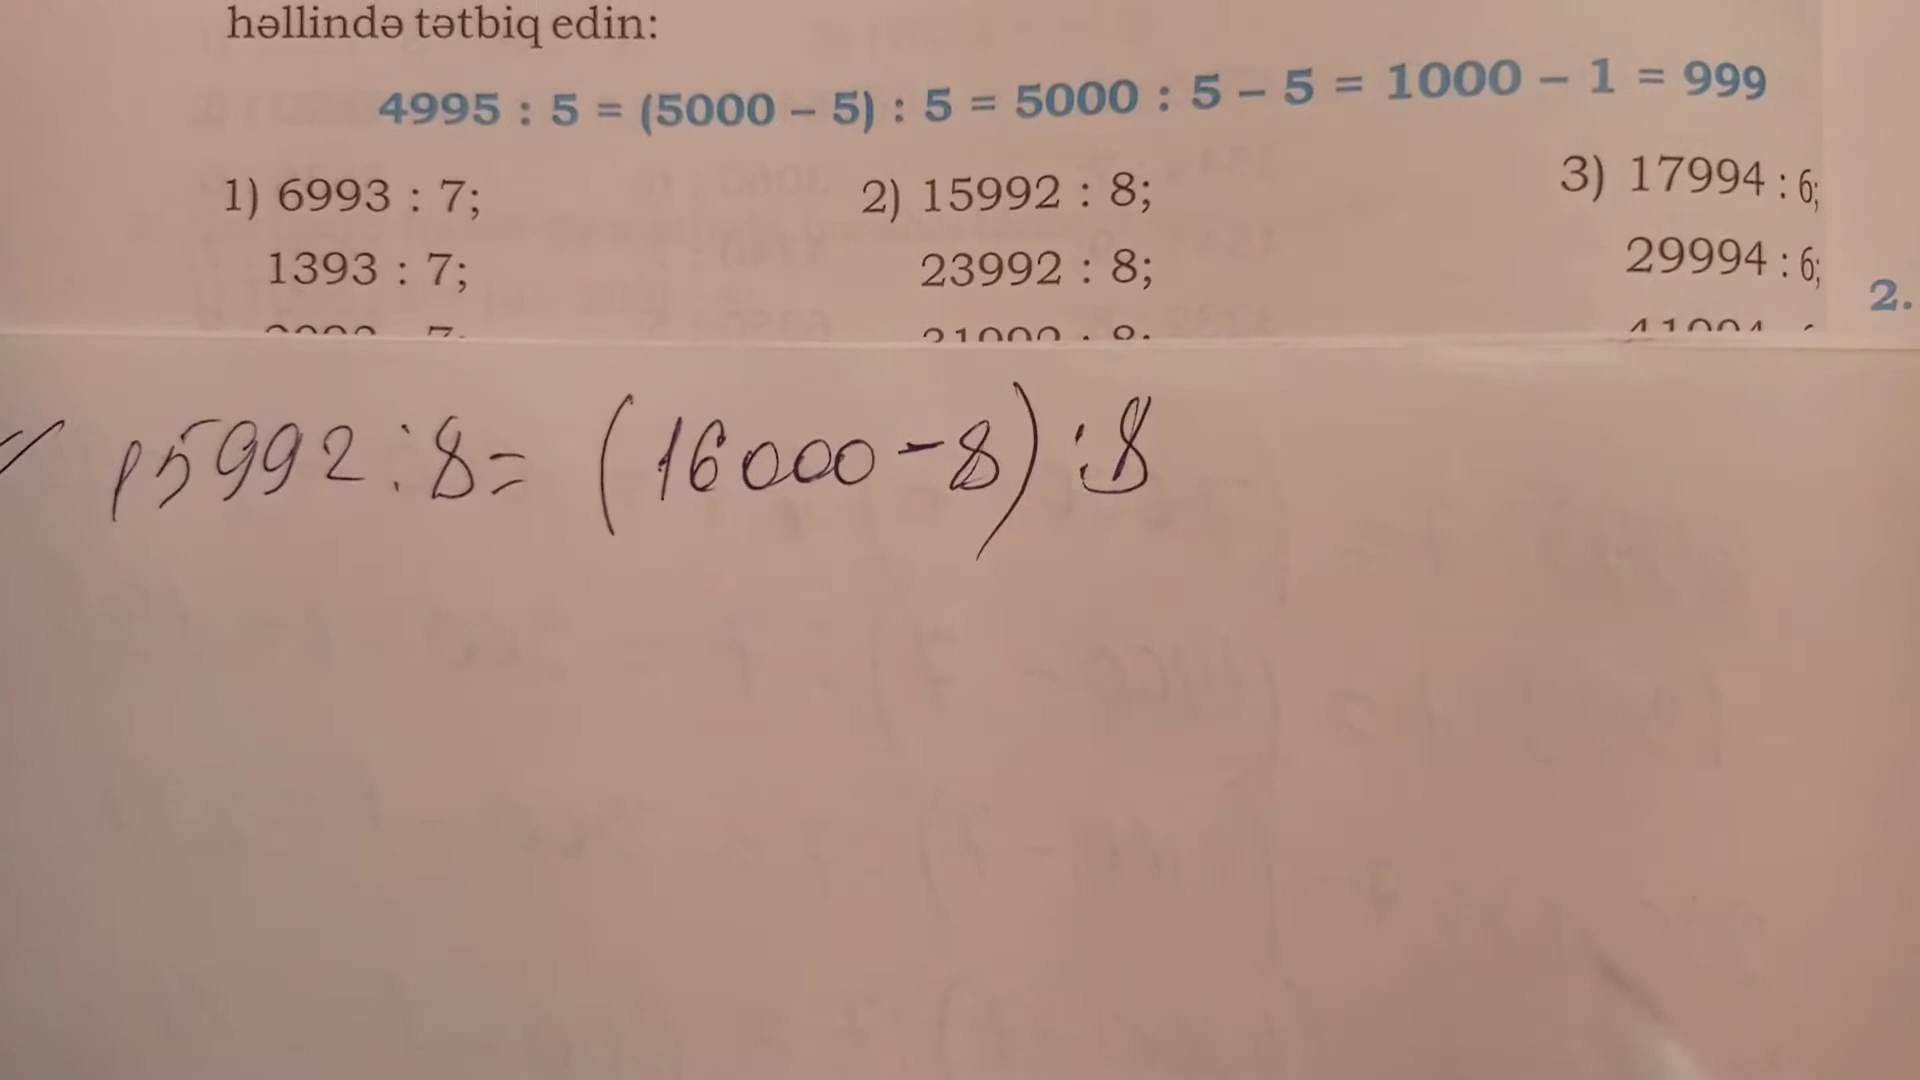 həllində tətbiq edin:
4995 : 5 = (5000 – 5) : 5 = 5000 : 5 – 5 = 1000 – 1 = 999
1) 6993 : 7;
1393 : 7;
2) 15992 : 8;
23992 : 8;
3) 17994 : 6;
29994 : 6;
2.
15992 : 8 = (16000 – 8) : 8